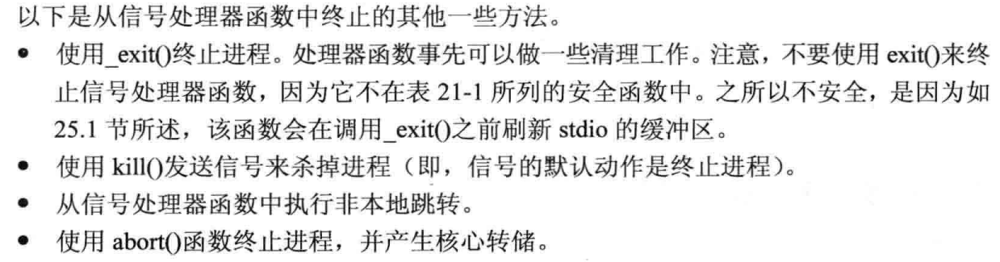 以下是从信号处理器函数中终止的其他一些方法。
● 使用_exit()终止进程。处理器函数事先可以做一些清理工作。注意，不要使用 exit()来终
止信号处理器函数，因为它不在表 21-1 所列的安全函数中。之所以不安全，是因为如
25.1 节所述，该函数会在调用_exit()之前刷新 stdio 的缓冲区。
● 使用 kill()发送信号来杀掉进程（即，信号的默认动作是终止进程）。
● 从信号处理器函数中执行非本地跳转。
● 使用 abort()函数终止进程，并产生核心转储。